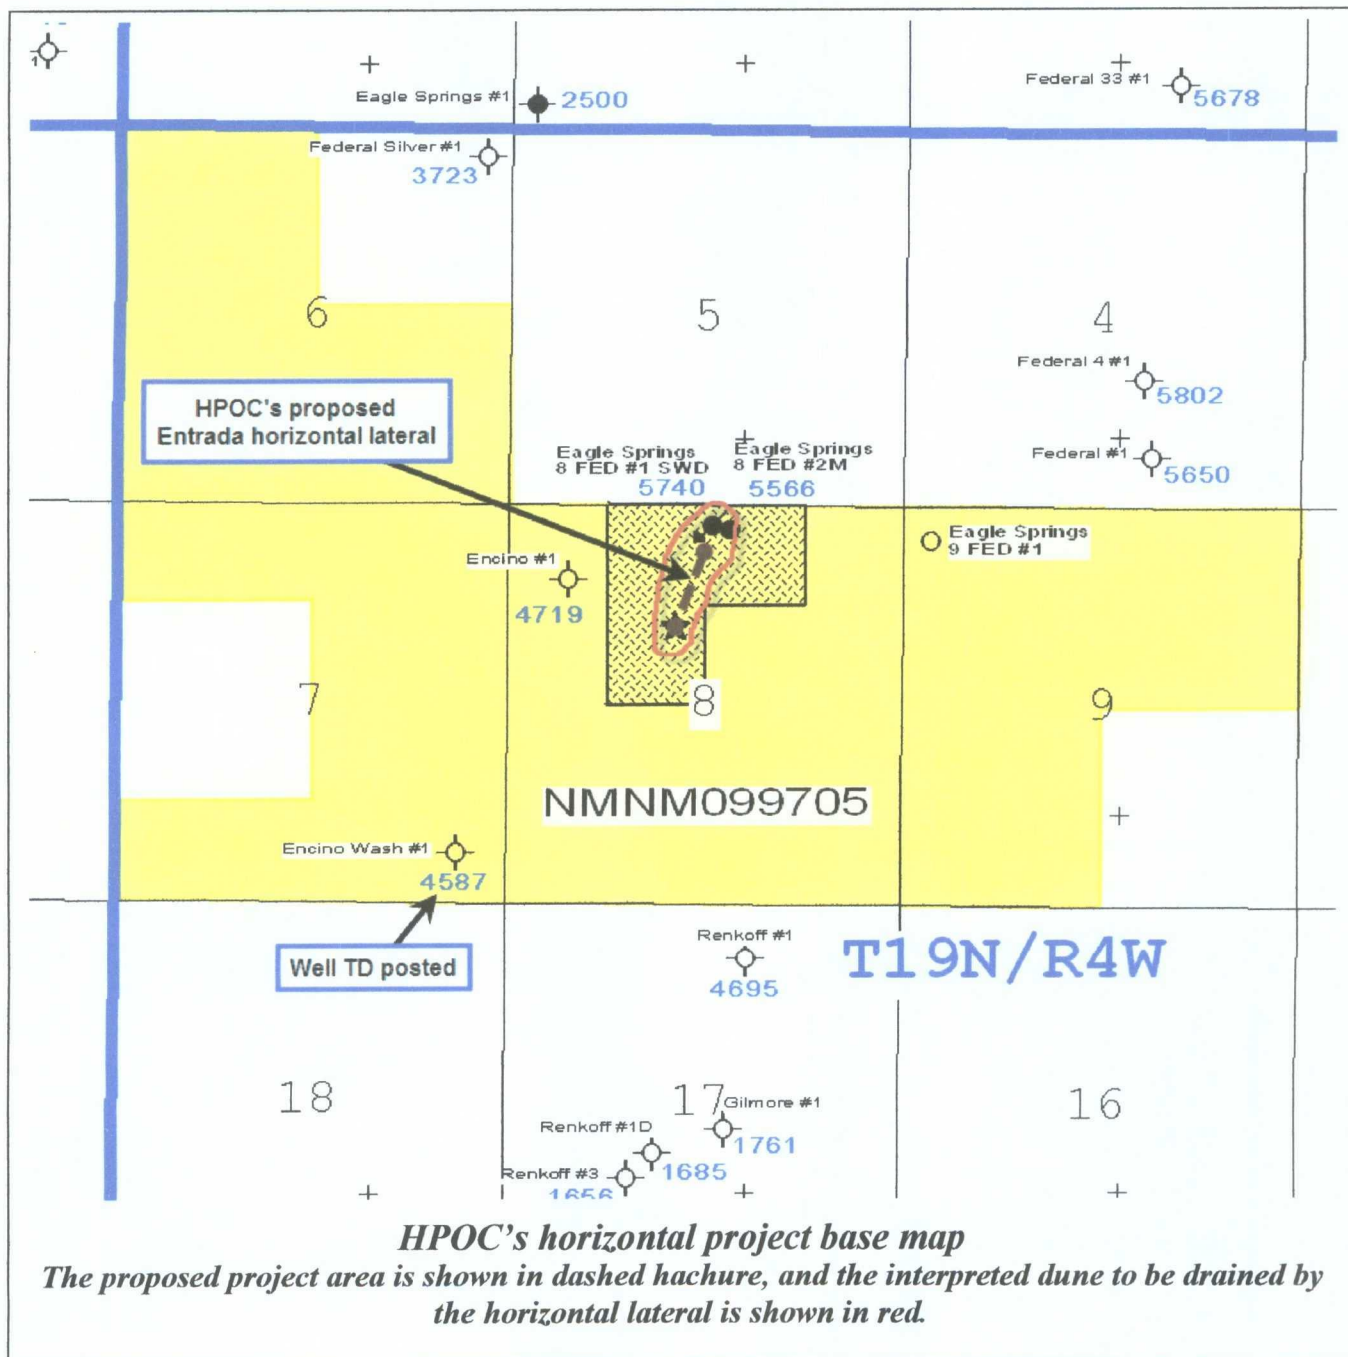 1
Eagle Springs #1
2500
Federal 33 #1
5678
Federal Silver #1
3723
6
5
4
Federal 4 #1
5802
HPOC's proposed
Entrada horizontal lateral
Eagle Springs
8 FED #1 SWD
5740
Eagle Springs
8 FED #2M
5566
Federal #1
5650
Encino #1
4719
Eagle Springs
9 FED #1
7
8
9
NMNM099705
Encino Wash #1
4587
Well TD posted
Renkoff #1
4695
T19N/R4W
18
17
16
Gilmore #1
1761
Renkoff #1D
1685
Renkoff #3
1656
HPOC's horizontal project base map
The proposed project area is shown in dashed hachure, and the interpreted dune to be drained by
the horizontal lateral is shown in red.